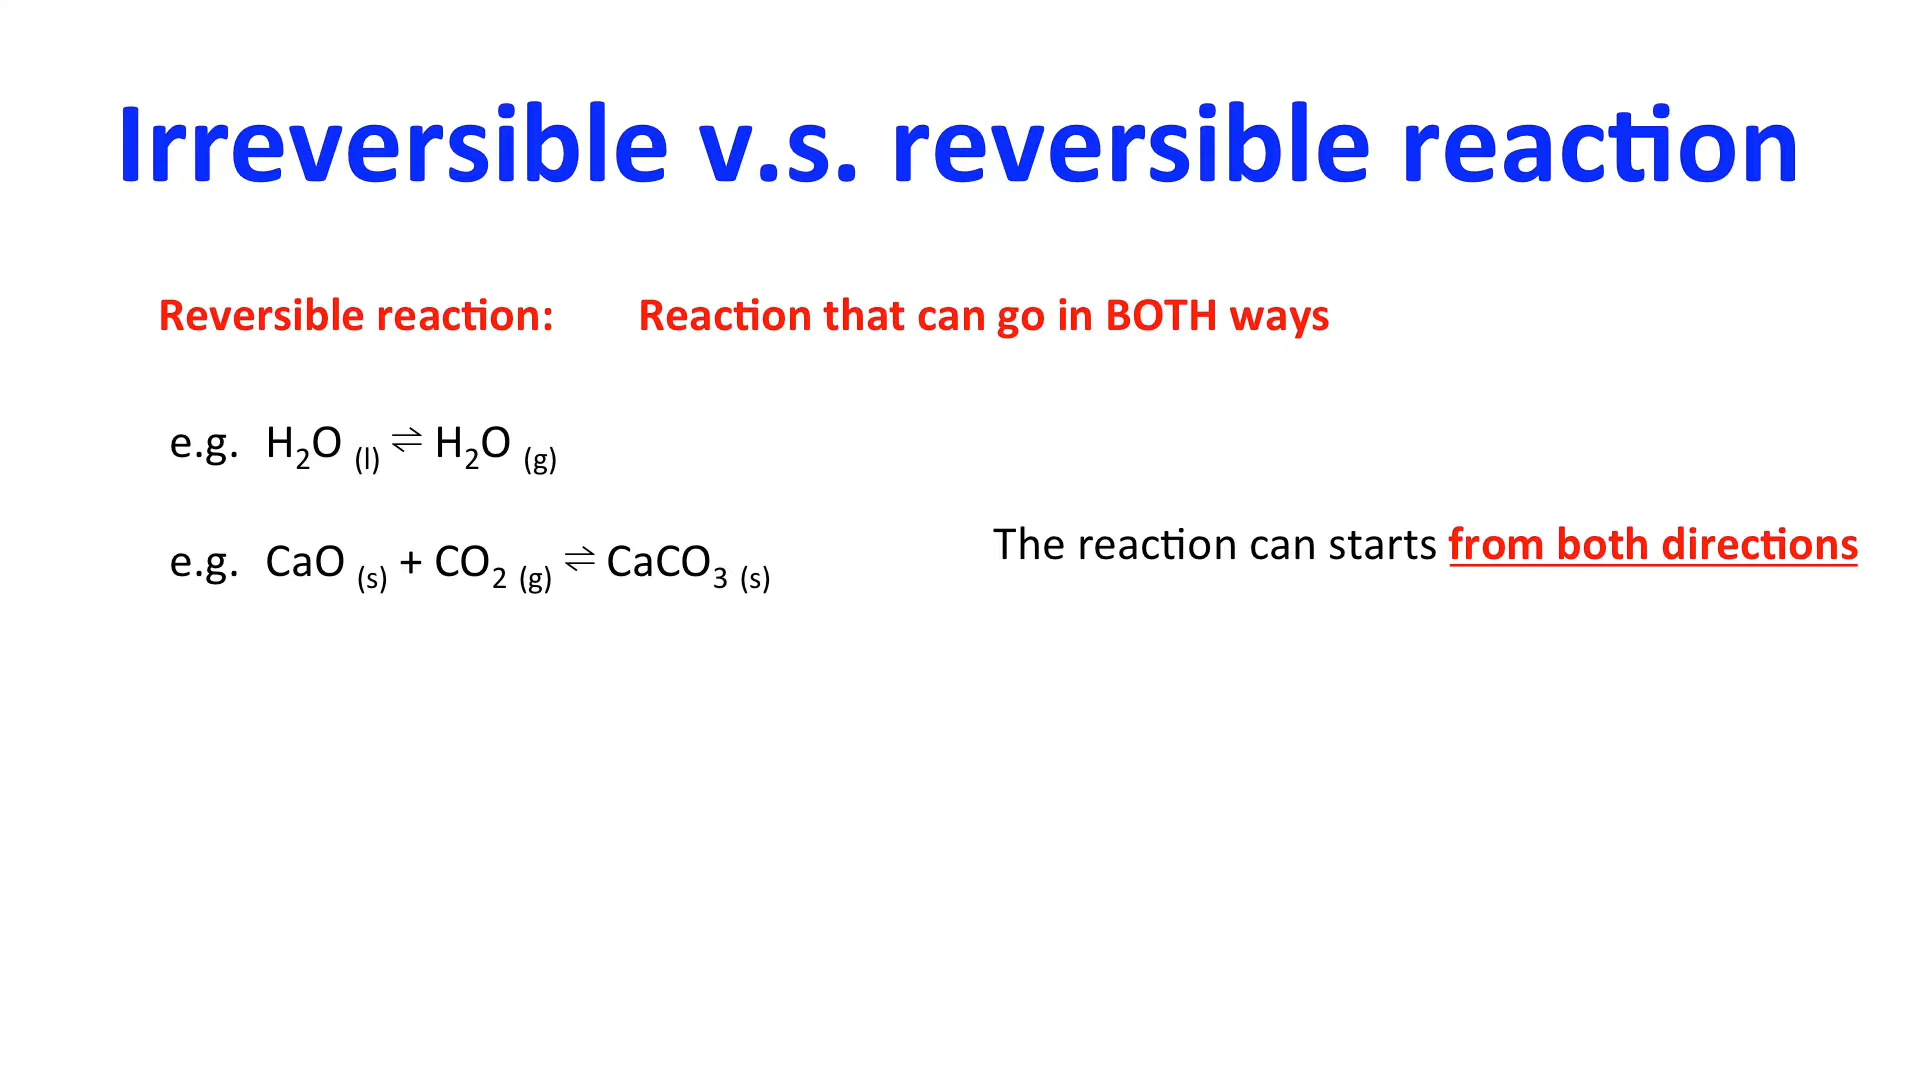 Irreversible v.s. reversible reaction
Reversible reaction: Reaction that can go in BOTH ways
e.g. H₂O (l) ⇌ H₂O (g)
The reaction can starts from both directions
e.g. CaO (s) + CO₂ (g) ⇌ CaCO₃ (s)